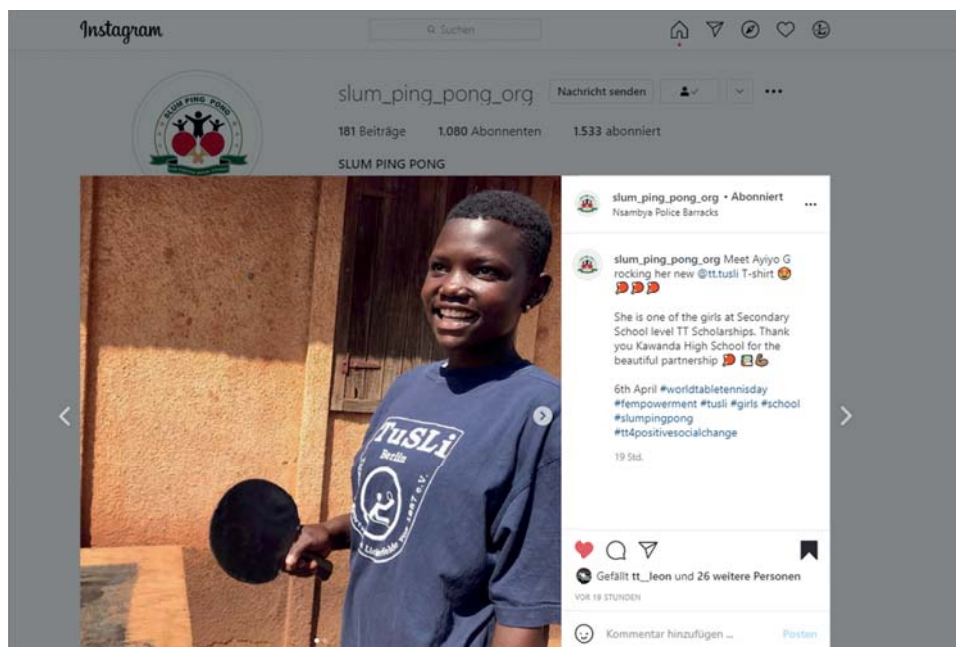 Instagram
Suchen
slum_ping_pong_org Nachricht senden
181 Beiträge 1.080 Abonnenten 1.533 abonniert
SLUM PING PONG
SLUM PING PONG
slum_ping_pong_org • Abonniert
Nsambya Police Barracks
slum_ping_pong_org Meet Ayiyo G
rocking her new @tt.tusli T-shirt 🤩
🏓🏓🏓
She is one of the girls at Secondary
School level TT Scholarships. Thank
you Kawanda High School for the
beautiful partnership 🏓 💪🏾
6th April #worldtabletennisday
#fempowerment #tusli #girls #school
#slumpingpong
#tt4positivesocialchange
19 Std.
TuSLi
Berlin
Lichterfelde von 1887 e.V.
Gefällt tt_leon und 26 weitere Personen
VOR 19 STUNDEN
Kommentar hinzufügen ... Posten